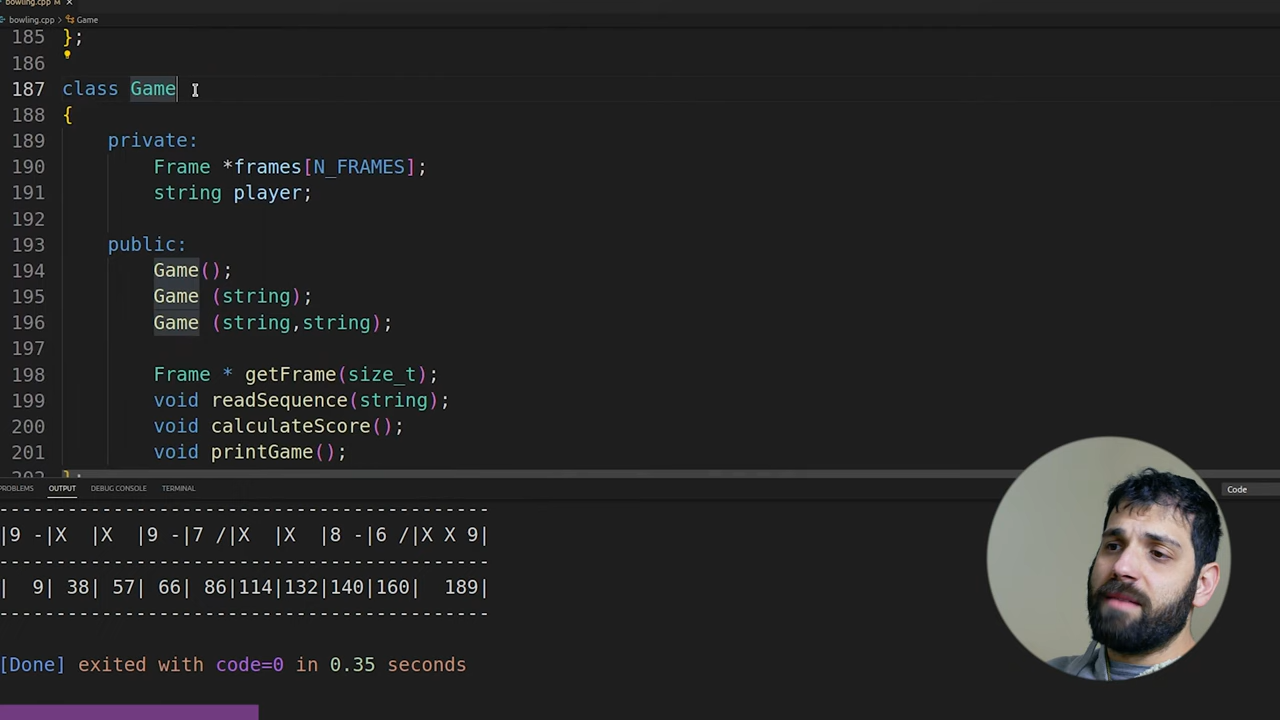 bowling.cpp M ×
bowling.cpp > Game
185 };
186
187 class Game
188 {
189 private:
190 Frame *frames[N_FRAMES];
191 string player;
192
193 public:
194 Game();
195 Game (string);
196 Game (string,string);
197
198 Frame * getFrame(size_t);
199 void readSequence(string);
200 void calculateScore();
201 void printGame();
202 };
PROBLEMS OUTPUT DEBUG CONSOLE TERMINAL Code
------------------------------------------
|9 -|X  |X  |9 -|7 /|X  |X  |8 -|6 /|X X 9|
------------------------------------------
|  9| 38| 57| 66| 86|114|132|140|160|  189|
------------------------------------------
[Done] exited with code=0 in 0.35 seconds